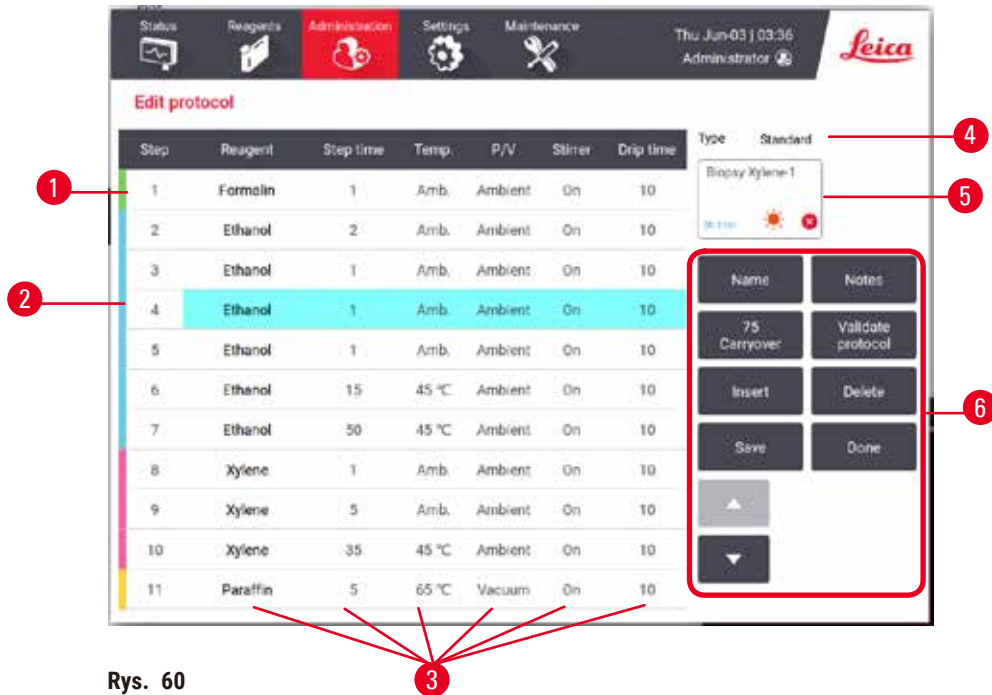 Status Reagents Administration Settings Maintenance
Thu Jun-03 | 03:36
Administrator
Leica
Edit protocol
Step Reagent Step time Temp. P/V Stirrer Drip time
1 Formalin 1 Amb. Ambient On 10
2 Ethanol 2 Amb. Ambient On 10
3 Ethanol 1 Amb. Ambient On 10
4 Ethanol 1 Amb. Ambient On 10
5 Ethanol 1 Amb. Ambient On 10
6 Ethanol 15 45 °C Ambient On 10
7 Ethanol 50 45 °C Ambient On 10
8 Xylene 1 Amb. Ambient On 10
9 Xylene 5 Amb. Ambient On 10
10 Xylene 35 45 °C Ambient On 10
11 Paraffin 5 65 °C Vacuum On 10
Type Standard
Biopsy Xylene-1
Name Notes
75
Carryover
Validate
protocol
Insert Delete
Save Done
1
2
3
4
5
6
Rys. 60